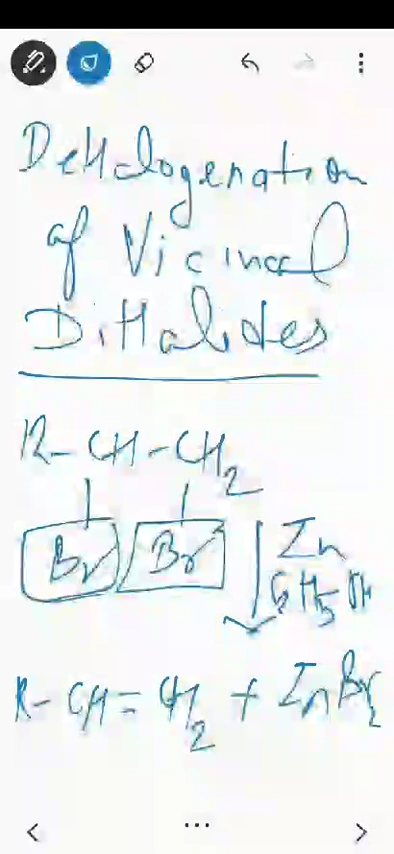 Dehalogenation
of Vicinal
Dihalides
R-CH-CH2
Br Br
Zn
C2H5OH
R-CH=CH2 + ZnBr2